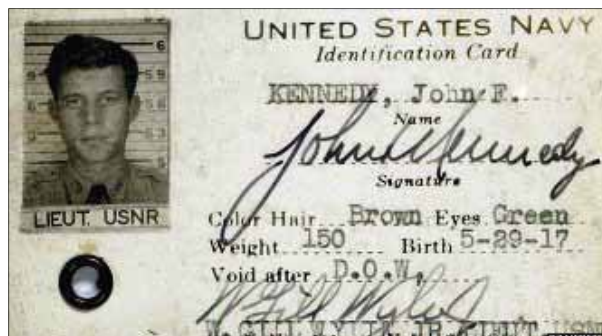 UNITED STATES NAVY
Identification Card
KENNEDY, John F.
Name
John F Kennedy
Signature
LIEUT. USNR
Color Hair Brown Eyes Green
Weight 150 Birth 5-29-17
Void after D.O.W.
6